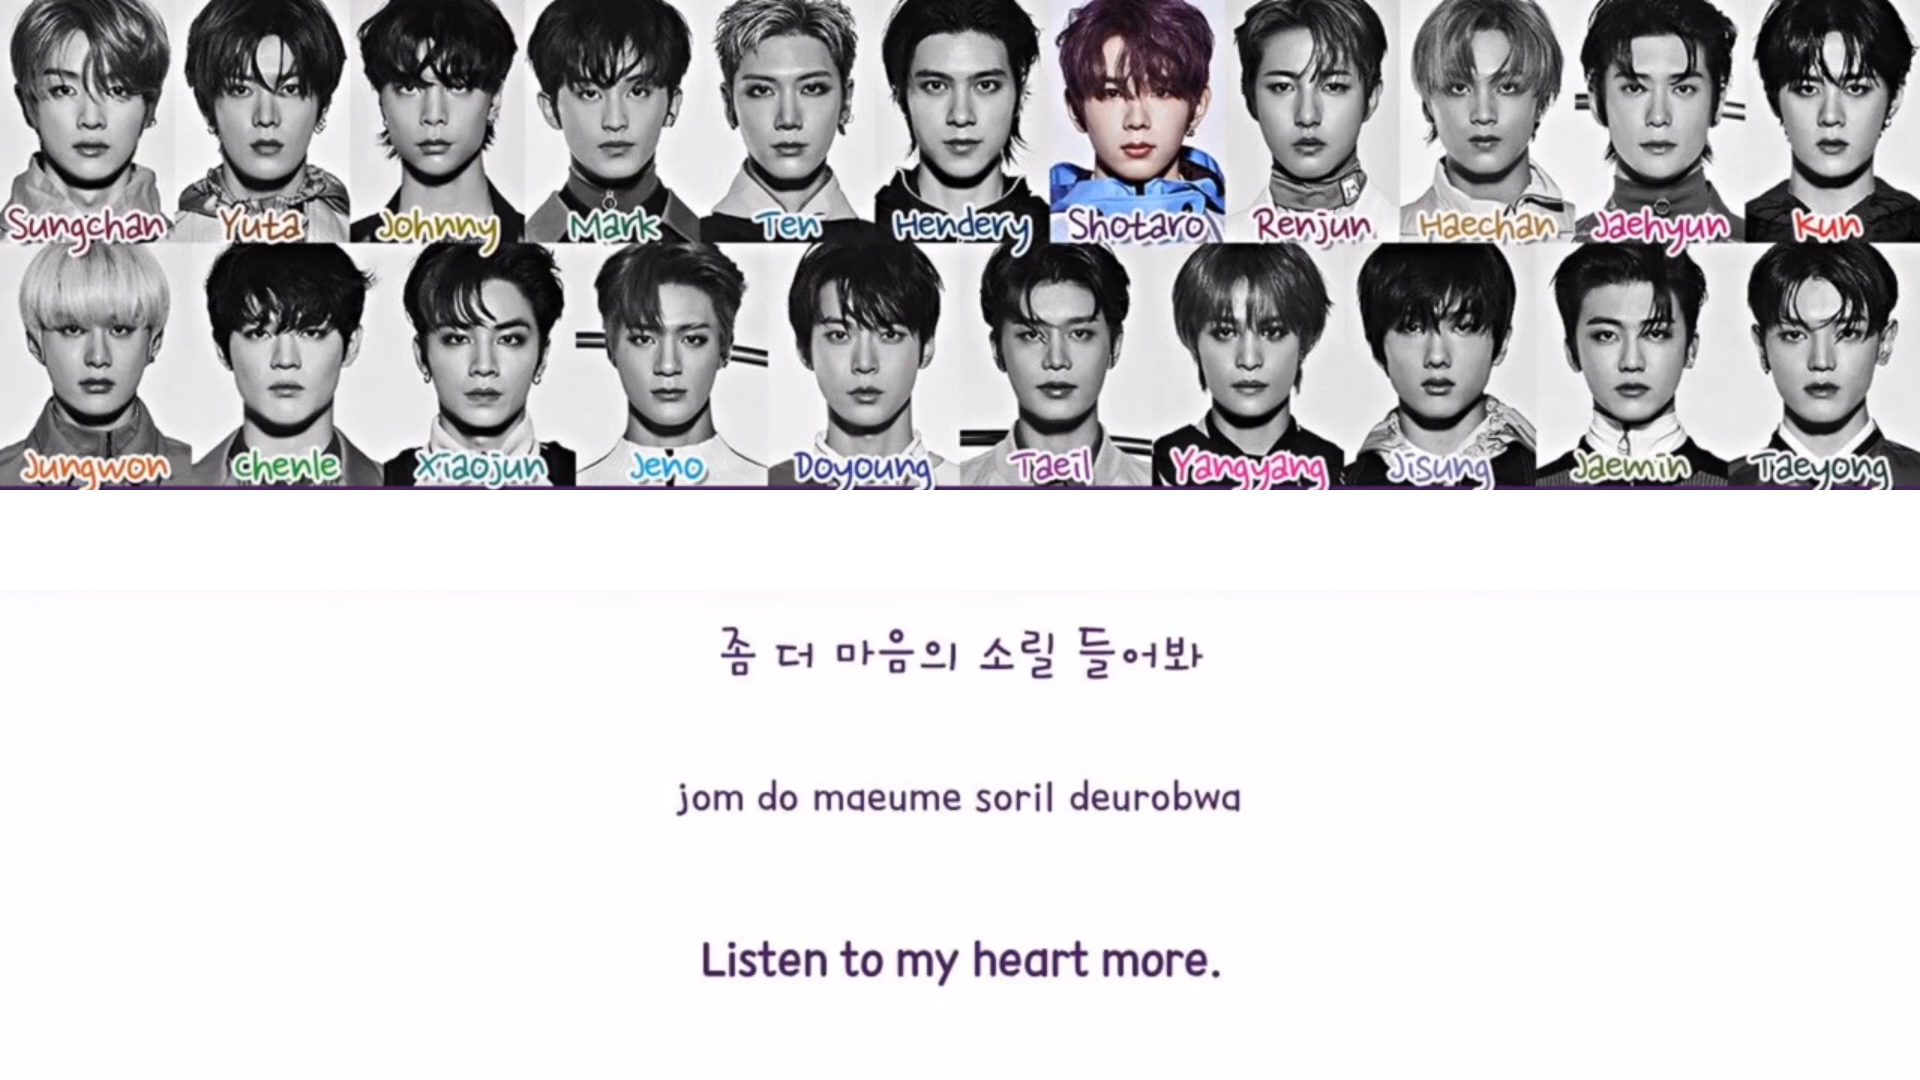 Sungchan Yuta Johnny Mark Ten Hendery Shotaro Renjun Haechan Jaehyun Kun
Jungwon Chenle Xiaojun Jeno Doyoung Taeil Yangyang Jisung Jaemin Taeyong
좀 더 마음의 소릴 들어봐
jom do maeume soril deurobwa
Listen to my heart more.